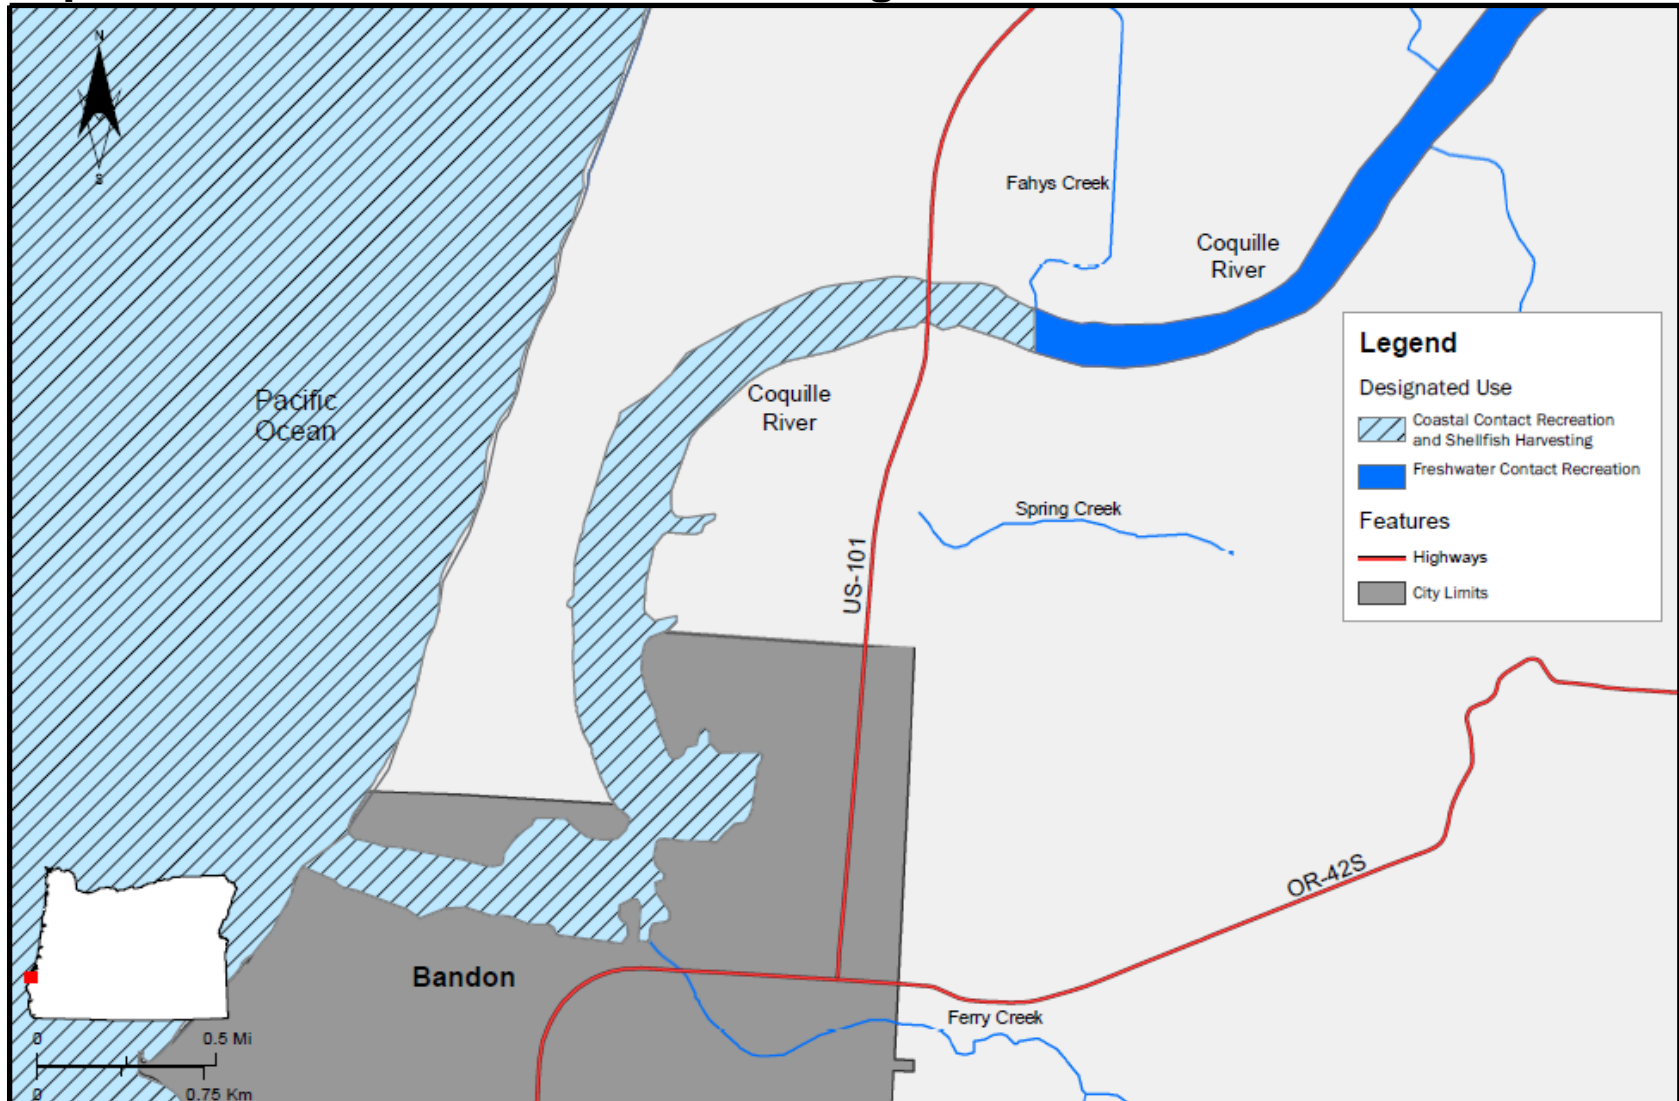 N
S
Fahys Creek
Coquille
River
Legend
Designated Use
Coastal Contact Recreation
and Shellfish Harvesting
Freshwater Contact Recreation
Features
Highways
City Limits
Pacific
Ocean
Coquille
River
Spring Creek
US-101
OR-42S
Bandon
Ferry Creek
0 0.5 Mi
0 0.75 Km